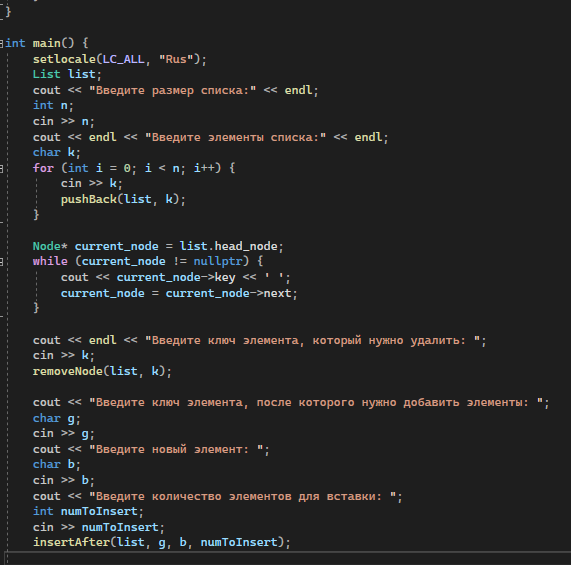 }
int main() {
setlocale(LC_ALL, "Rus");
List list;
cout << "Введите размер списка:" << endl;
int n;
cin >> n;
cout << endl << "Введите элементы списка:" << endl;
char k;
for (int i = 0; i < n; i++) {
cin >> k;
pushBack(list, k);
}
Node* current_node = list.head_node;
while (current_node != nullptr) {
cout << current_node->key << ' ';
current_node = current_node->next;
}
cout << endl << "Введите ключ элемента, который нужно удалить: ";
cin >> k;
removeNode(list, k);
cout << "Введите ключ элемента, после которого нужно добавить элементы: ";
char g;
cin >> g;
cout << "Введите новый элемент: ";
char b;
cin >> b;
cout << "Введите количество элементов для вставки: ";
int numToInsert;
cin >> numToInsert;
insertAfter(list, g, b, numToInsert);